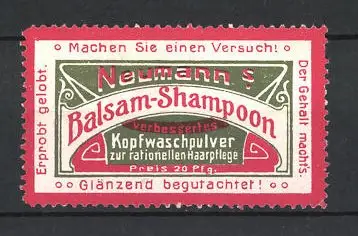 Machen Sie einen Versuch!
Erprobt gelobt.
Neumann's
Balsam-Shampoon
verbessertes
Kopfwaschpulver
zur rationellen Haarpflege
Preis 20 Pfg.
Der Gehalt macht's.
Glänzend begutachtet!